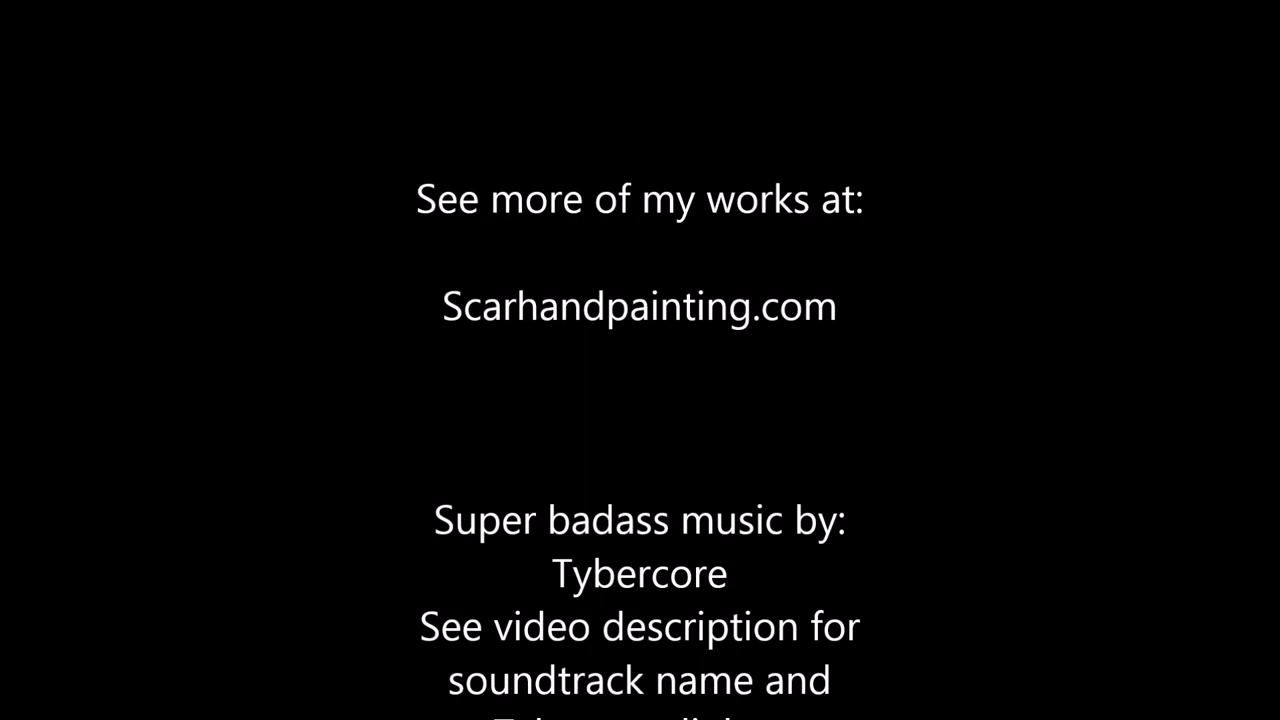 See more of my works at:
Scarhandpainting.com
Super badass music by:
Tybercore
See video description for
soundtrack name and